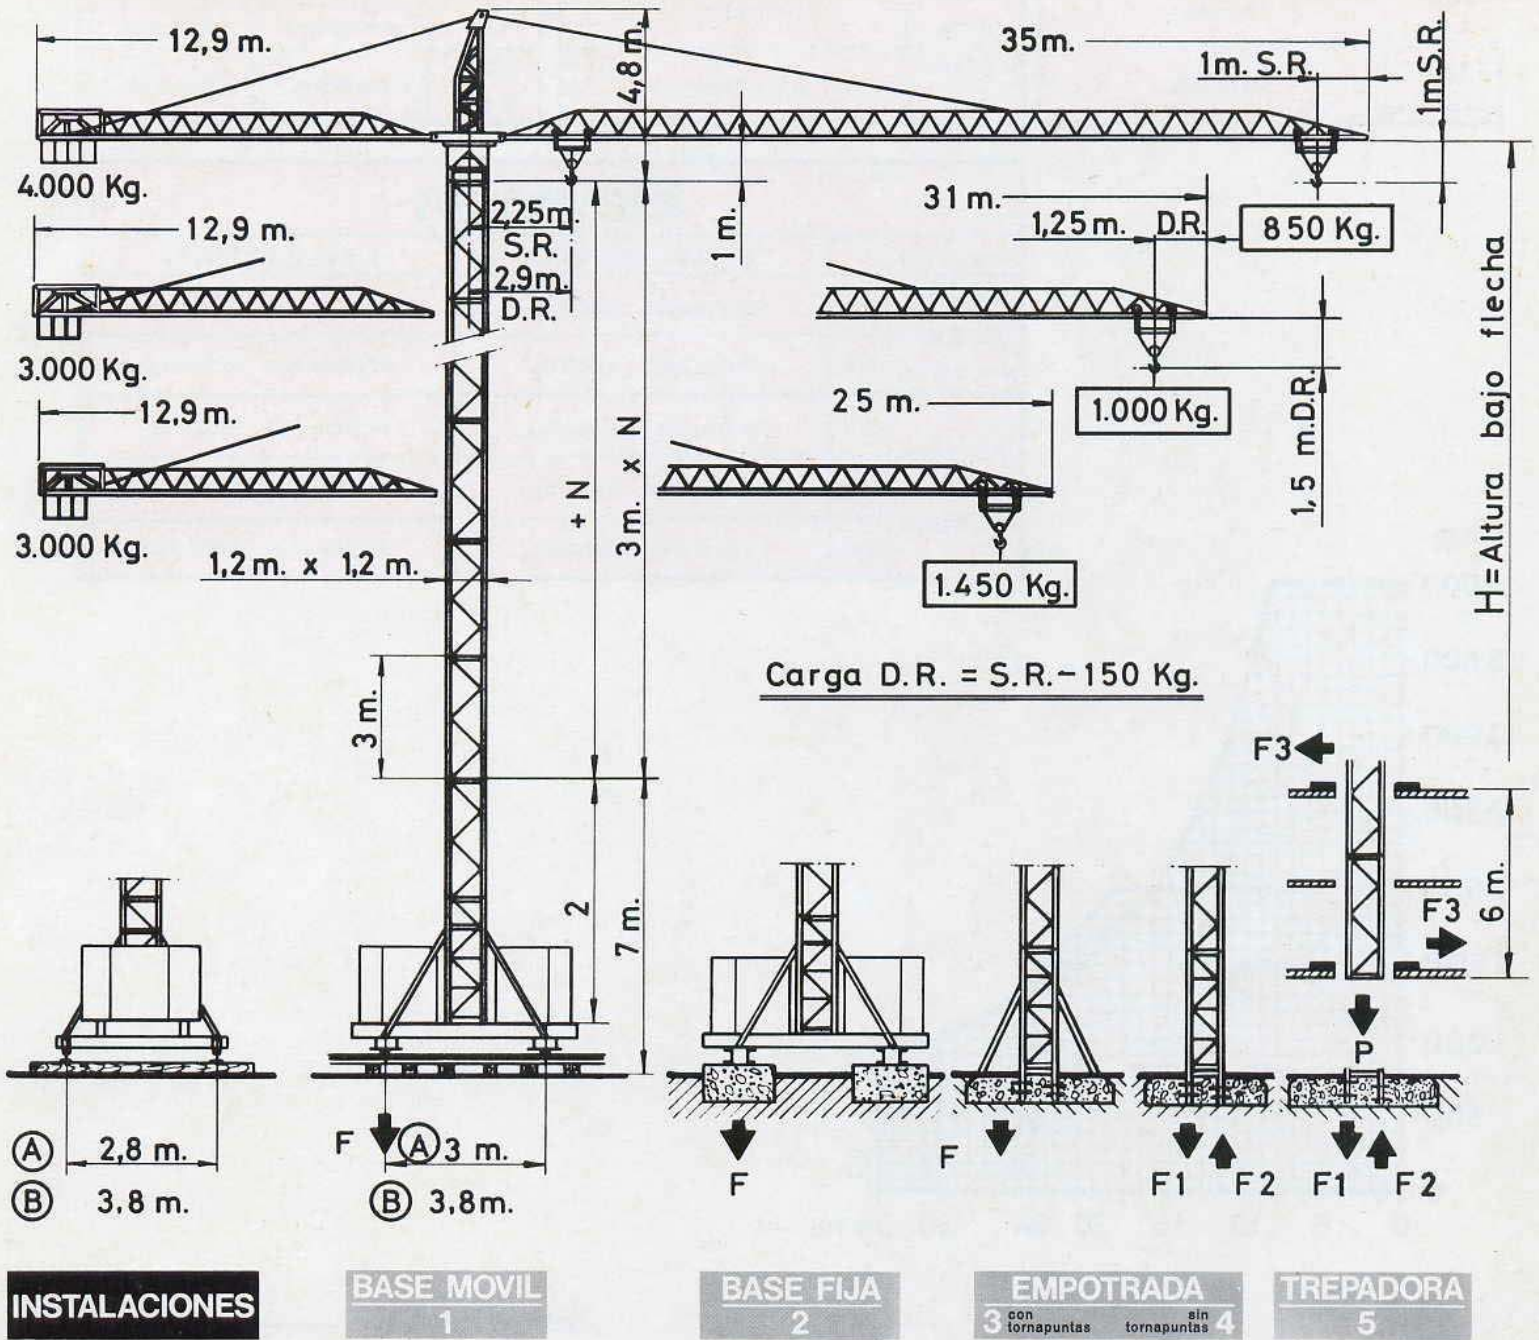 12,9 m.
4,8 m.
35 m.
1m. S.R.
1m S.R.
4.000 Kg.
2,25m.
S.R.
2,9m.
D.R.
1 m.
31 m.
1,25 m. D.R.
850 Kg.
12,9 m.
3.000 Kg.
1.000 Kg.
1,5 m.D.R.
H=Altura bajo flecha
12,9 m.
3.000 Kg.
25 m.
1.450 Kg.
1,2 m. x 1,2 m.
+ N
3 m. x N
Carga D.R. = S.R.-150 Kg.
3 m.
2
7 m.
F3
F3
6 m.
P
A 2,8 m.
B 3,8 m.
F A 3 m.
B 3,8m.
F
F
F1 F2
F1 F2
INSTALACIONES
BASE MOVIL
1
BASE FIJA
2
EMPOTRADA
3 con tornapuntas sin tornapuntas 4
TREPADORA
5